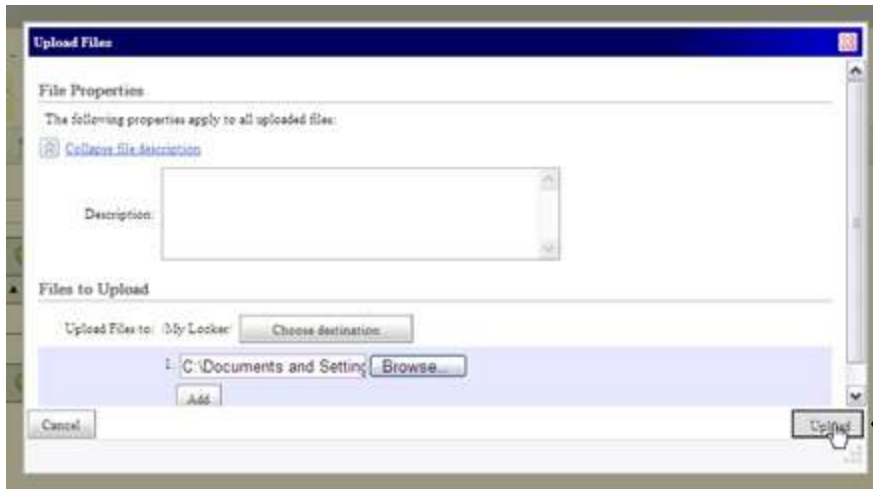 Upload Files
File Properties
The following properties apply to all uploaded files:
Collapse file description
Description:
Files to Upload
Upload Files to: /My Locker/ Choose destination
1. C:\Documents and Setting Browse...
Add
Cancel Upload